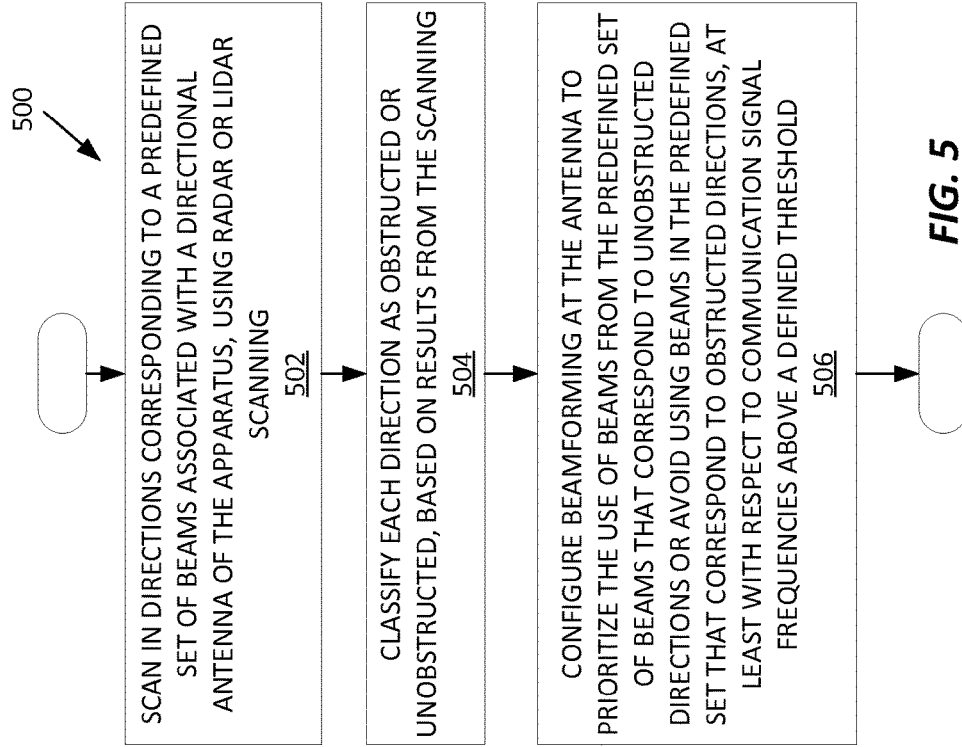 500
SCAN IN DIRECTIONS CORRESPONDING TO A PREDEFINED
SET OF BEAMS ASSOCIATED WITH A DIRECTIONAL
ANTENNA OF THE APPARATUS, USING RADAR OR LIDAR
SCANNING
502
CLASSIFY EACH DIRECTION AS OBSTRUCTED OR
UNOBSTRUCTED, BASED ON RESULTS FROM THE SCANNING
504
CONFIGURE BEAMFORMING AT THE ANTENNA TO
PRIORITIZE THE USE OF BEAMS FROM THE PREDEFINED SET
OF BEAMS THAT CORRESPOND TO UNOBSTRUCTED
DIRECTIONS OR AVOID USING BEAMS IN THE PREDEFINED
SET THAT CORRESPOND TO OBSTRUCTED DIRECTIONS, AT
LEAST WITH RESPECT TO COMMUNICATION SIGNAL
FREQUENCIES ABOVE A DEFINED THRESHOLD
506
FIG. 5